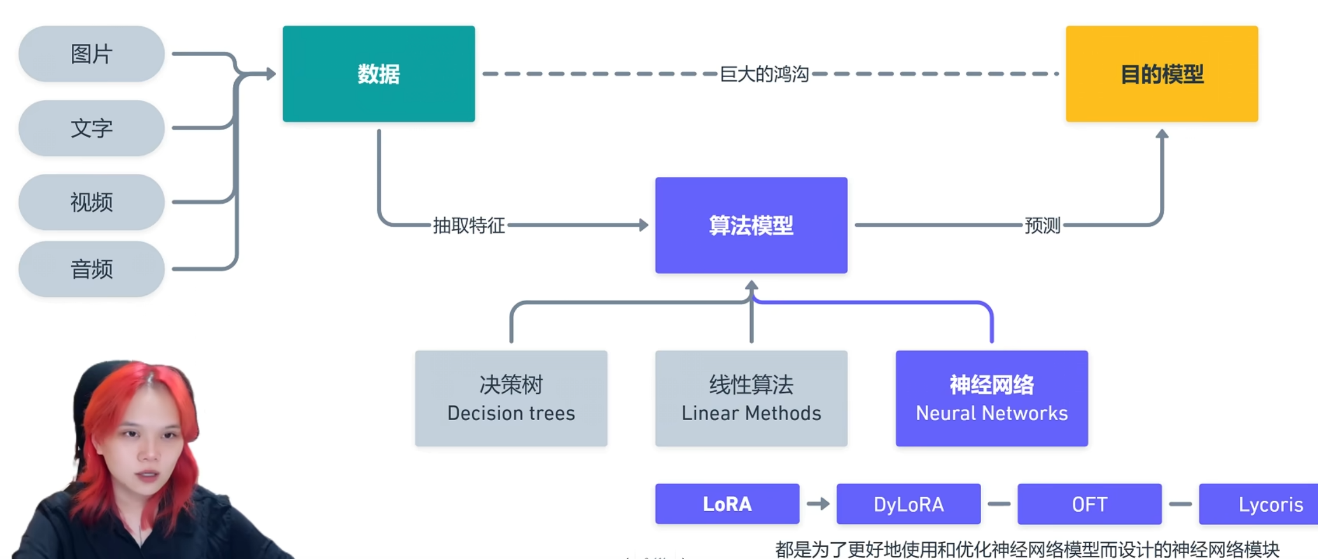 图片
文字
视频
音频
数据
巨大的鸿沟
目的模型
抽取特征
算法模型
预测
决策树
Decision trees
线性算法
Linear Methods
神经网络
Neural Networks
LoRA
DyLoRA
OFT
Lycoris
都是为了更好地使用和优化神经网络模型而设计的神经网络模块